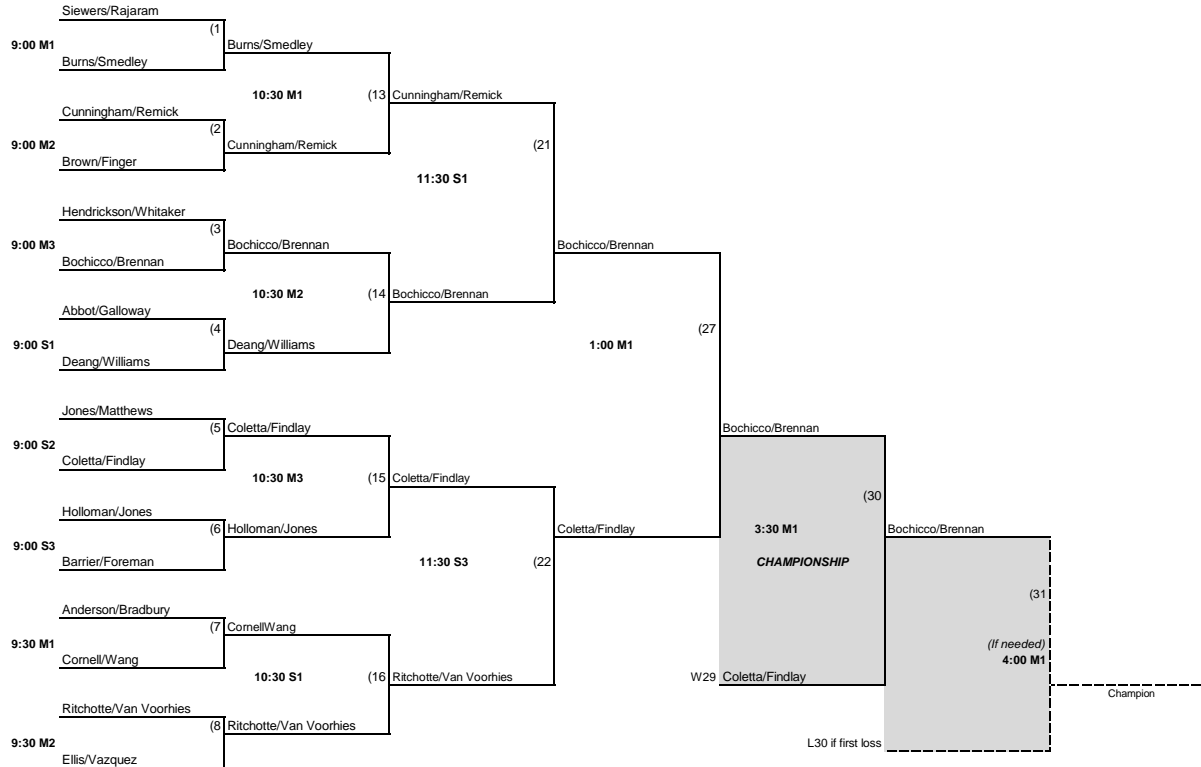 Siewers/Rajaram
(1
9:00 M1
Burns/Smedley
Burns/Smedley
10:30 M1
(13
Cunningham/Remick
Cunningham/Remick
(2
9:00 M2
Cunningham/Remick
(21
Brown/Finger
11:30 S1
Hendrickson/Whitaker
(3
9:00 M3
Bochicco/Brennan
Bochicco/Brennan
Bochicco/Brennan
10:30 M2
(14
Bochicco/Brennan
Abbot/Galloway
(4
(27
9:00 S1
Deang/Williams
1:00 M1
Deang/Williams
Jones/Matthews
(5
Coletta/Findlay
Bochicco/Brennan
9:00 S2
Coletta/Findlay
10:30 M3
(15
Coletta/Findlay
(30
Holloman/Jones
(6
Holloman/Jones
Coletta/Findlay
3:30 M1
Bochicco/Brennan
9:00 S3
Barrier/Foreman
11:30 S3
(22
CHAMPIONSHIP
(31
Anderson/Bradbury
(7
CornellWang
9:30 M1
(If needed)
Cornell/Wang
4:00 M1
10:30 S1
(16
Ritchotte/Van Voorhies
W29
Coletta/Findlay
Champion
Ritchotte/Van Voorhies
(8
Ritchotte/Van Voorhies
9:30 M2
L30 if first loss
Ellis/Vazquez